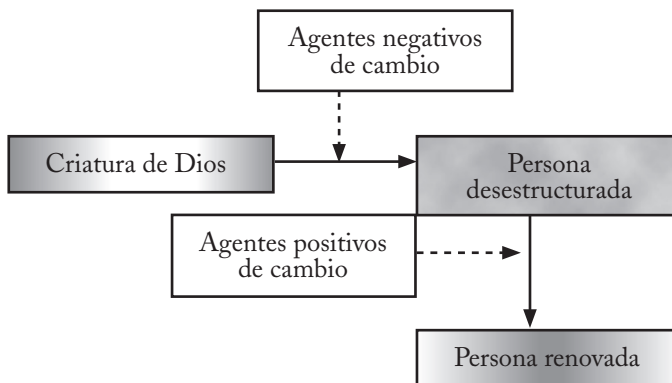 Agentes negativos
de cambio
Criatura de Dios
Persona
desestructurada
Agentes positivos
de cambio
Persona renovada